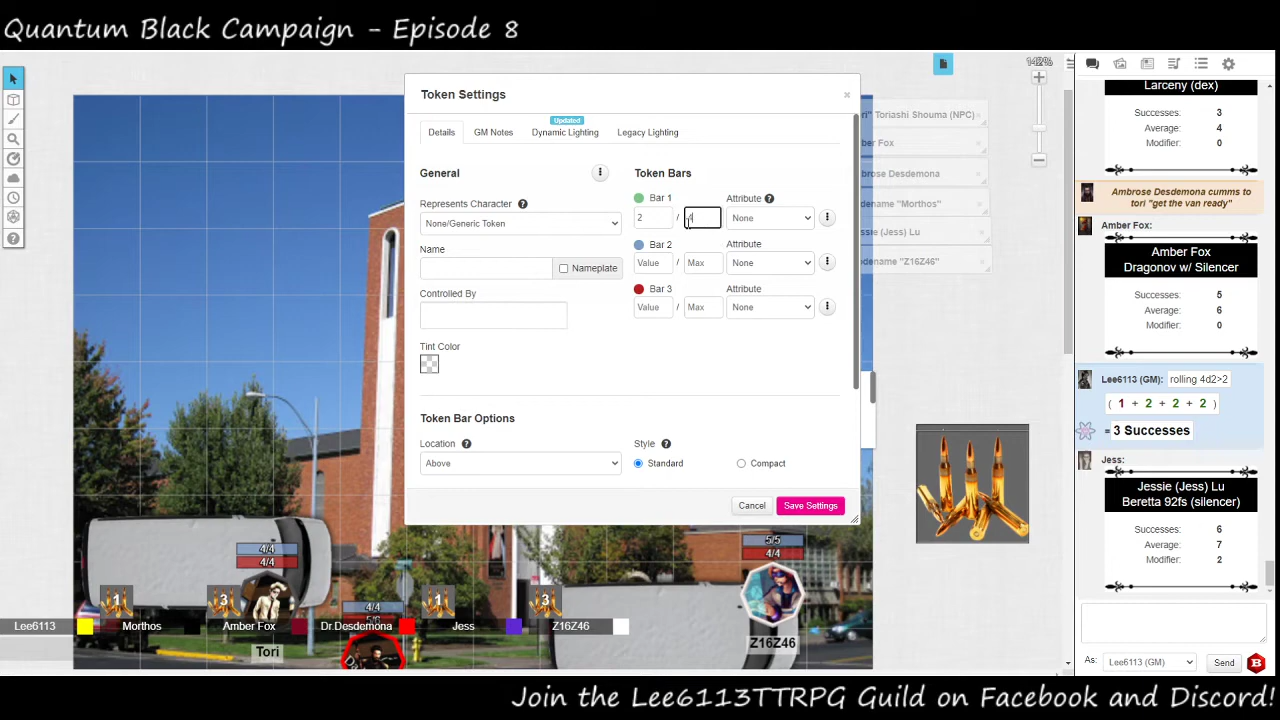 Quantum Black Campaign - Episode 8
142%
Token Settings
×
Updated
Details
GM Notes
Dynamic Lighting
Legacy Lighting
General
Represents Character
None/Generic Token
Name
Nameplate
Controlled By
Tint Color
Token Bars
Bar 1
Attribute
2
/
None
Bar 2
Attribute
Value
/
Max
None
Bar 3
Attribute
Value
/
Max
None
Token Bar Options
Location
Above
Style
Standard
Compact
Cancel
Save Settings
Toriashi Shouma (NPC)
Fox
Desdemona
"Morthos"
(Jess) Lu
"Z16Z46"
Larceny (dex)
Successes: 3
Average: 4
Modifier: 0
Ambrose Desdemona cumms to
tori "get the van ready"
Amber Fox:
Amber Fox
Dragonov w/ Silencer
Successes: 5
Average: 6
Modifier: 0
Lee6113 (GM): rolling 4d2>2
( 1 + 2 + 2 + 2 )
= 3 Successes
Jess:
Jessie (Jess) Lu
Beretta 92fs (silencer)
Successes: 6
Average: 7
Modifier: 2
As:
Lee6113 (GM)
Send
4/4
4/4
5/5
4/4
1
3
4/4
1
3
Lee6113
Morthos
Amber Fox
Dr.Desdemona
Jess
Z16Z46
Tori
Z16Z46
Join the Lee6113TTRPG Guild on Facebook and Discord!